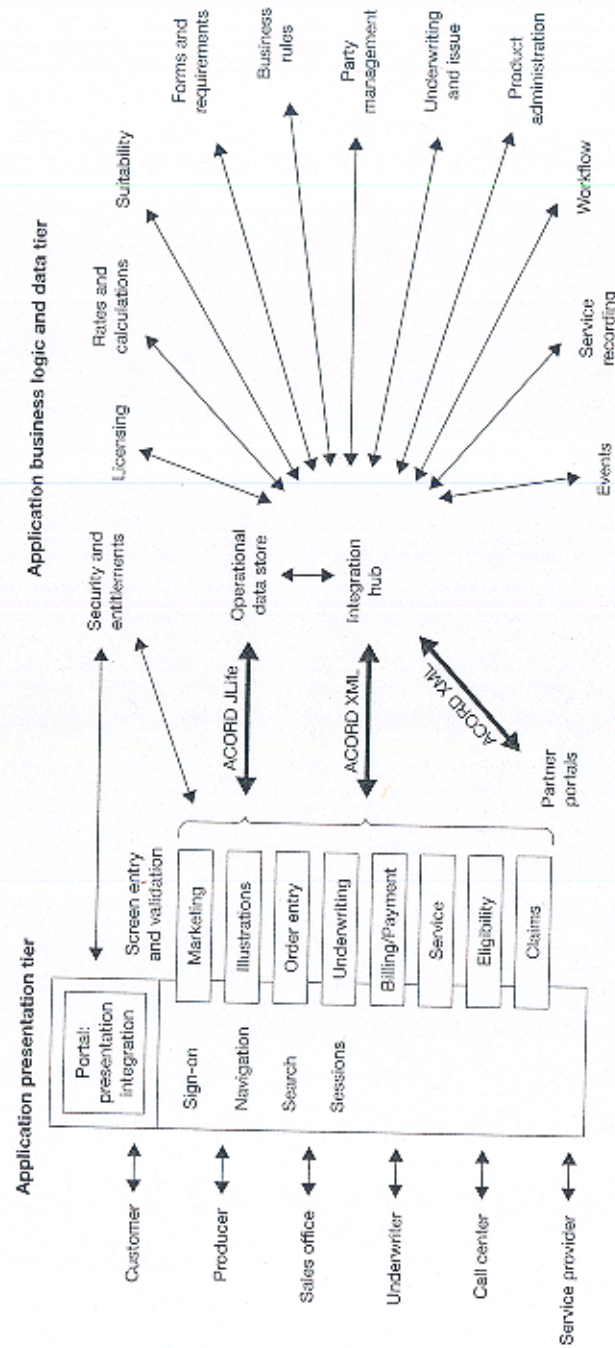 Application presentation tier
Application business logic and data tier
Customer
Producer
Sales office
Underwriter
Call center
Service provider
Portal:
presentation
integration
Sign-on
Navigation
Search
Sessions
Screen entry
and validation
Marketing
Illustrations
Order entry
Underwriting
Billing/Payment
Service
Eligibility
Claims
Security and
entitlements
ACORD JLife
ACORD XML
ACORD XML
Partner
portals
Operational
data store
Integration
hub
Licensing
Rates and
calculations
Suitability
Forms and
requirements
Business
rules
Party
management
Underwriting
and issue
Product
administration
Workflow
Service
recording
Events